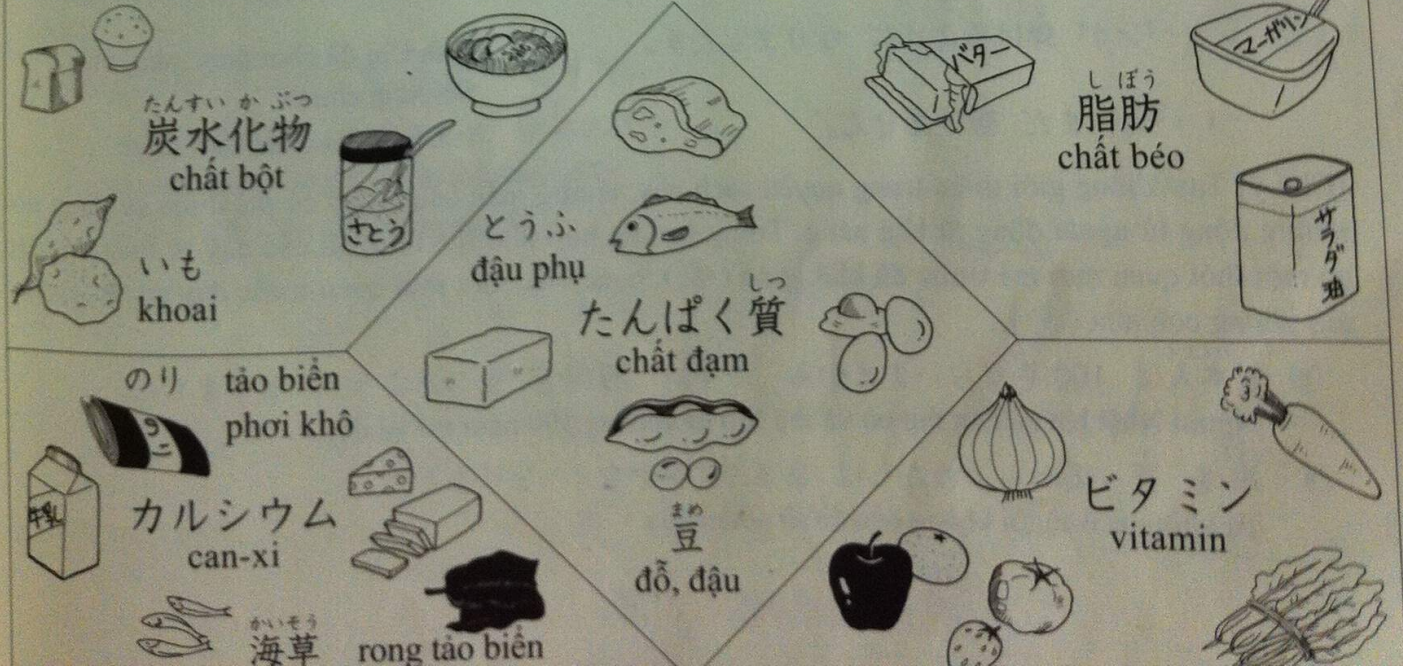 たんすいかぶつ
炭水化物
chất bột
さとう
いも
khoai
とうふ
đậu phụ
しつ
たんぱく質
chất đạm
まめ
豆
đỗ, đậu
バター
マーガリン
しぼう
脂肪
chất béo
サラダ油
のり
tảo biển
phơi khô
のり
牛乳
カルシウム
can-xi
かいそう
海草
rong tảo biển
ビタミン
vitamin